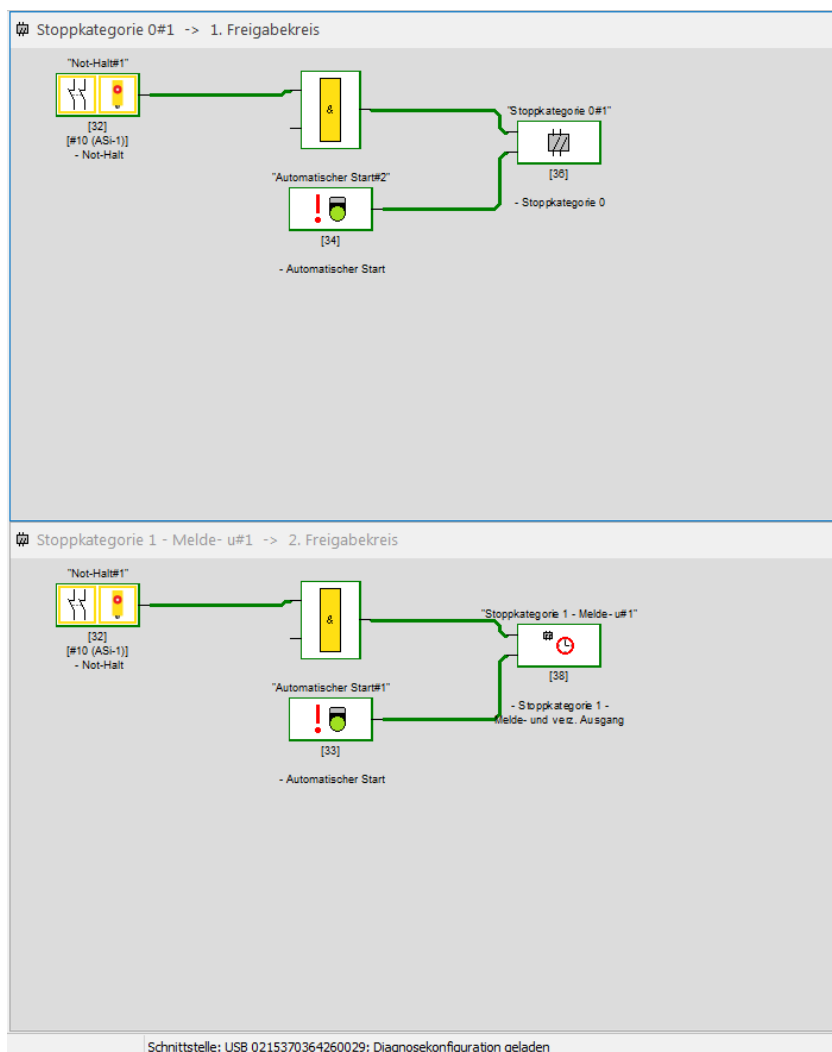 Stoppkategorie 0#1 -> 1. Freigabekreis
"Not-Halt#1"
&
[32]
[#10 (ASi-1)]
- Not-Halt
"Stoppkategorie 0#1"
[36]
- Stoppkategorie 0
"Automatischer Start#2"
[34]
- Automatischer Start
Stoppkategorie 1 - Melde- u#1 -> 2. Freigabekreis
"Not-Halt#1"
&
[32]
[#10 (ASi-1)]
- Not-Halt
"Stoppkategorie 1 - Melde- u#1"
[38]
- Stoppkategorie 1 -
Melde- und verz. Ausgang
"Automatischer Start#1"
[33]
- Automatischer Start
Schnittstelle: USB 0215370364260029; Diagnosekonfiguration geladen